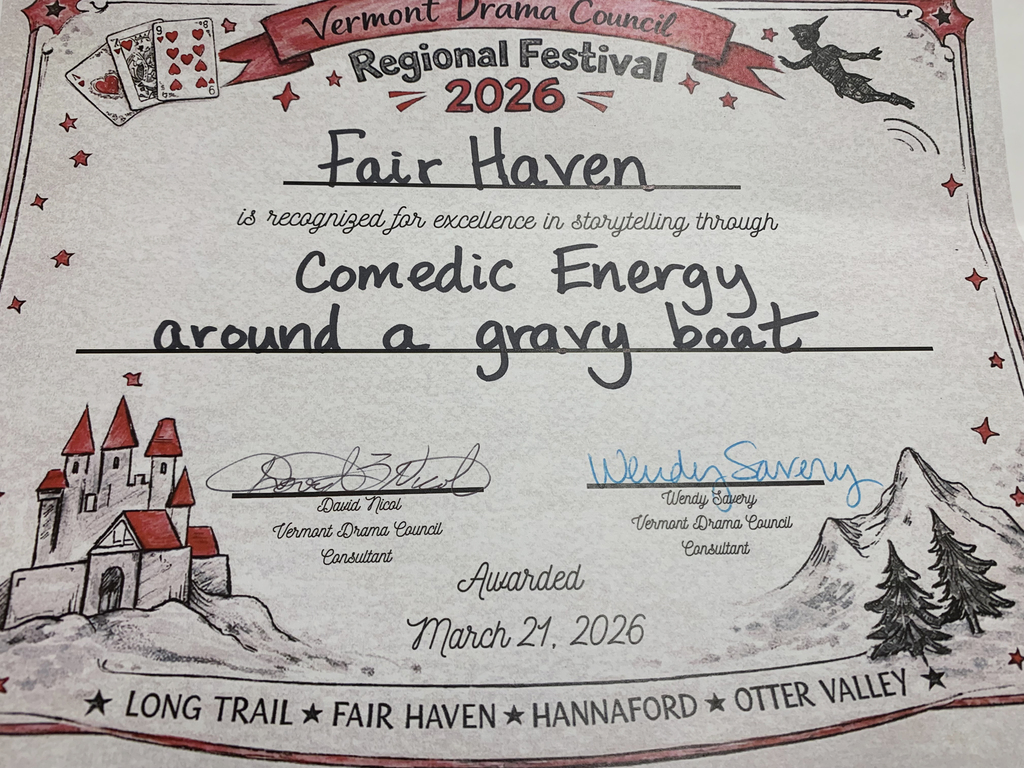 Vermont Drama Council
Regional Festival
2026
Fair Haven
is recognized for excellence in storytelling through
Comedic Energy
around a gravy boat
David Nicol
Wendy Savery
David Nicol
Vermont Drama Council
Consultant
Wendy Savery
Vermont Drama Council
Consultant
Awarded
March 21, 2026
★ LONG TRAIL ★ FAIR HAVEN ★ HANNAFORD ★ OTTER VALLEY ★